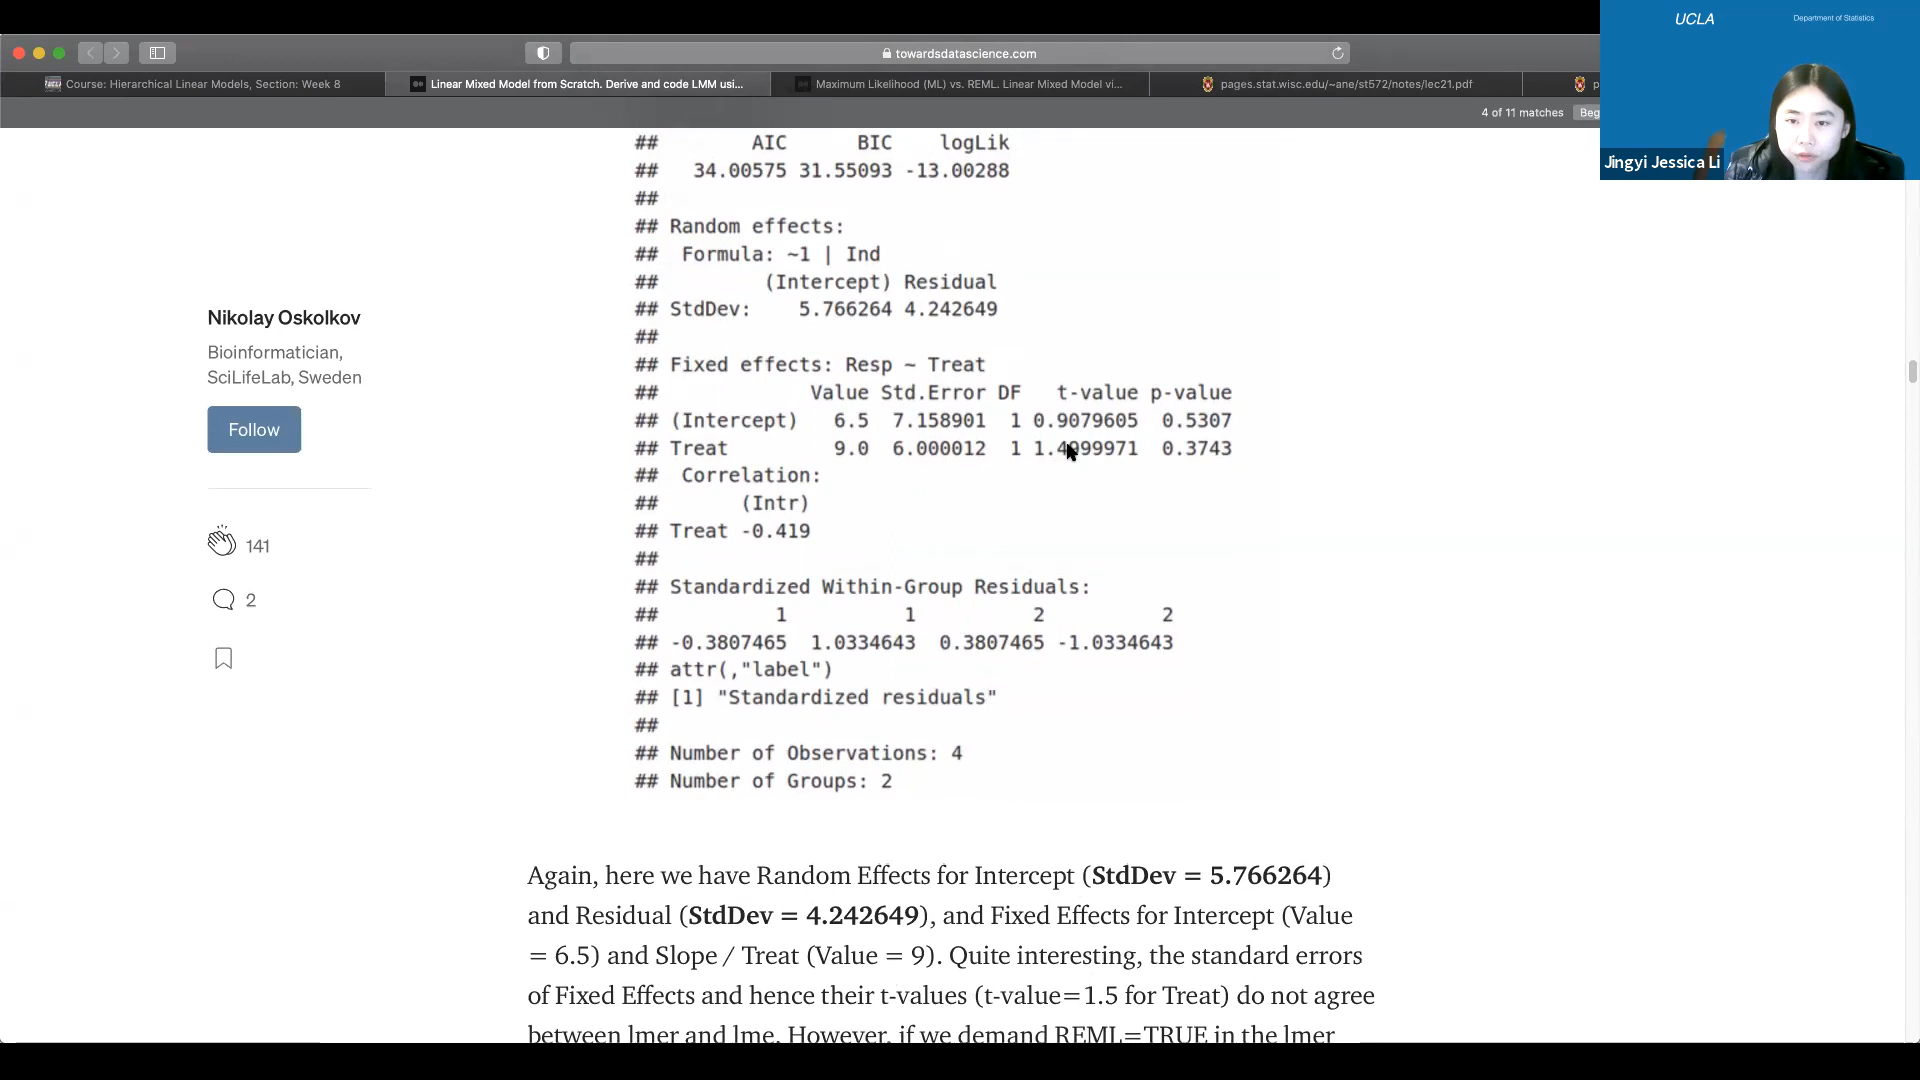 UCLA
Department of Statistics
towardsdatascience.com
Course: Hierarchical Linear Models, Section: Week 8
Linear Mixed Model from Scratch. Derive and code LMM usi...
Maximum Likelihood (ML) vs. REML. Linear Mixed Model vi...
pages.stat.wisc.edu/~ane/st572/notes/lec21.pdf
p
4 of 11 matches
Beg
Jingyi Jessica Li
## AIC BIC logLik
## 34.00575 31.55093 -13.00288
##
## Random effects:
## Formula: ~1 | Ind
## (Intercept) Residual
## StdDev: 5.766264 4.242649
##
## Fixed effects: Resp ~ Treat
## Value Std.Error DF t-value p-value
## (Intercept) 6.5 7.158901 1 0.9079605 0.5307
## Treat 9.0 6.000012 1 1.4999971 0.3743
## Correlation:
## (Intr)
## Treat -0.419
##
## Standardized Within-Group Residuals:
## 1 1 2 2
## -0.3807465 1.0334643 0.3807465 -1.0334643
## attr(,"label")
## [1] "Standardized residuals"
##
## Number of Observations: 4
## Number of Groups: 2
Nikolay Oskolkov
Bioinformatician,
SciLifeLab, Sweden
Follow
141
2
Again, here we have Random Effects for Intercept (StdDev = 5.766264)
and Residual (StdDev = 4.242649), and Fixed Effects for Intercept (Value
= 6.5) and Slope / Treat (Value = 9). Quite interesting, the standard errors
of Fixed Effects and hence their t-values (t-value=1.5 for Treat) do not agree
between lmer and lme. However, if we demand REML=TRUE in the lmer